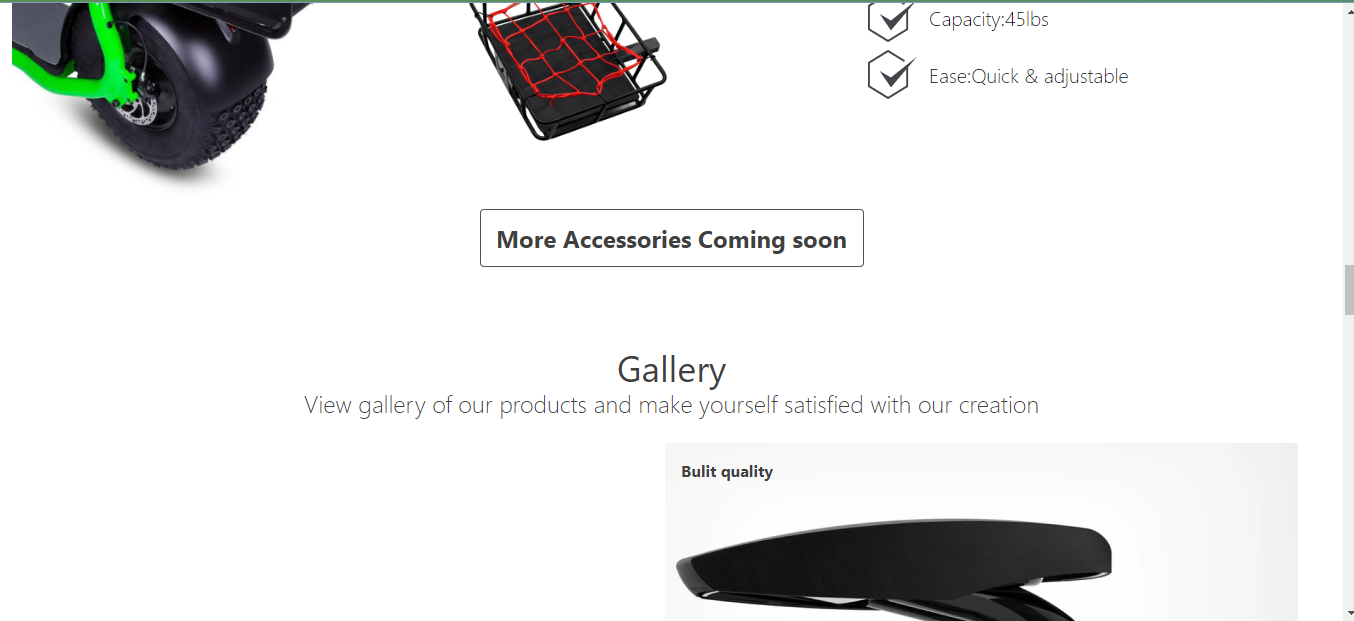 Capacity:45lbs
Ease:Quick & adjustable
More Accessories Coming soon
Gallery
View gallery of our products and make yourself satisfied with our creation
Bulit quality